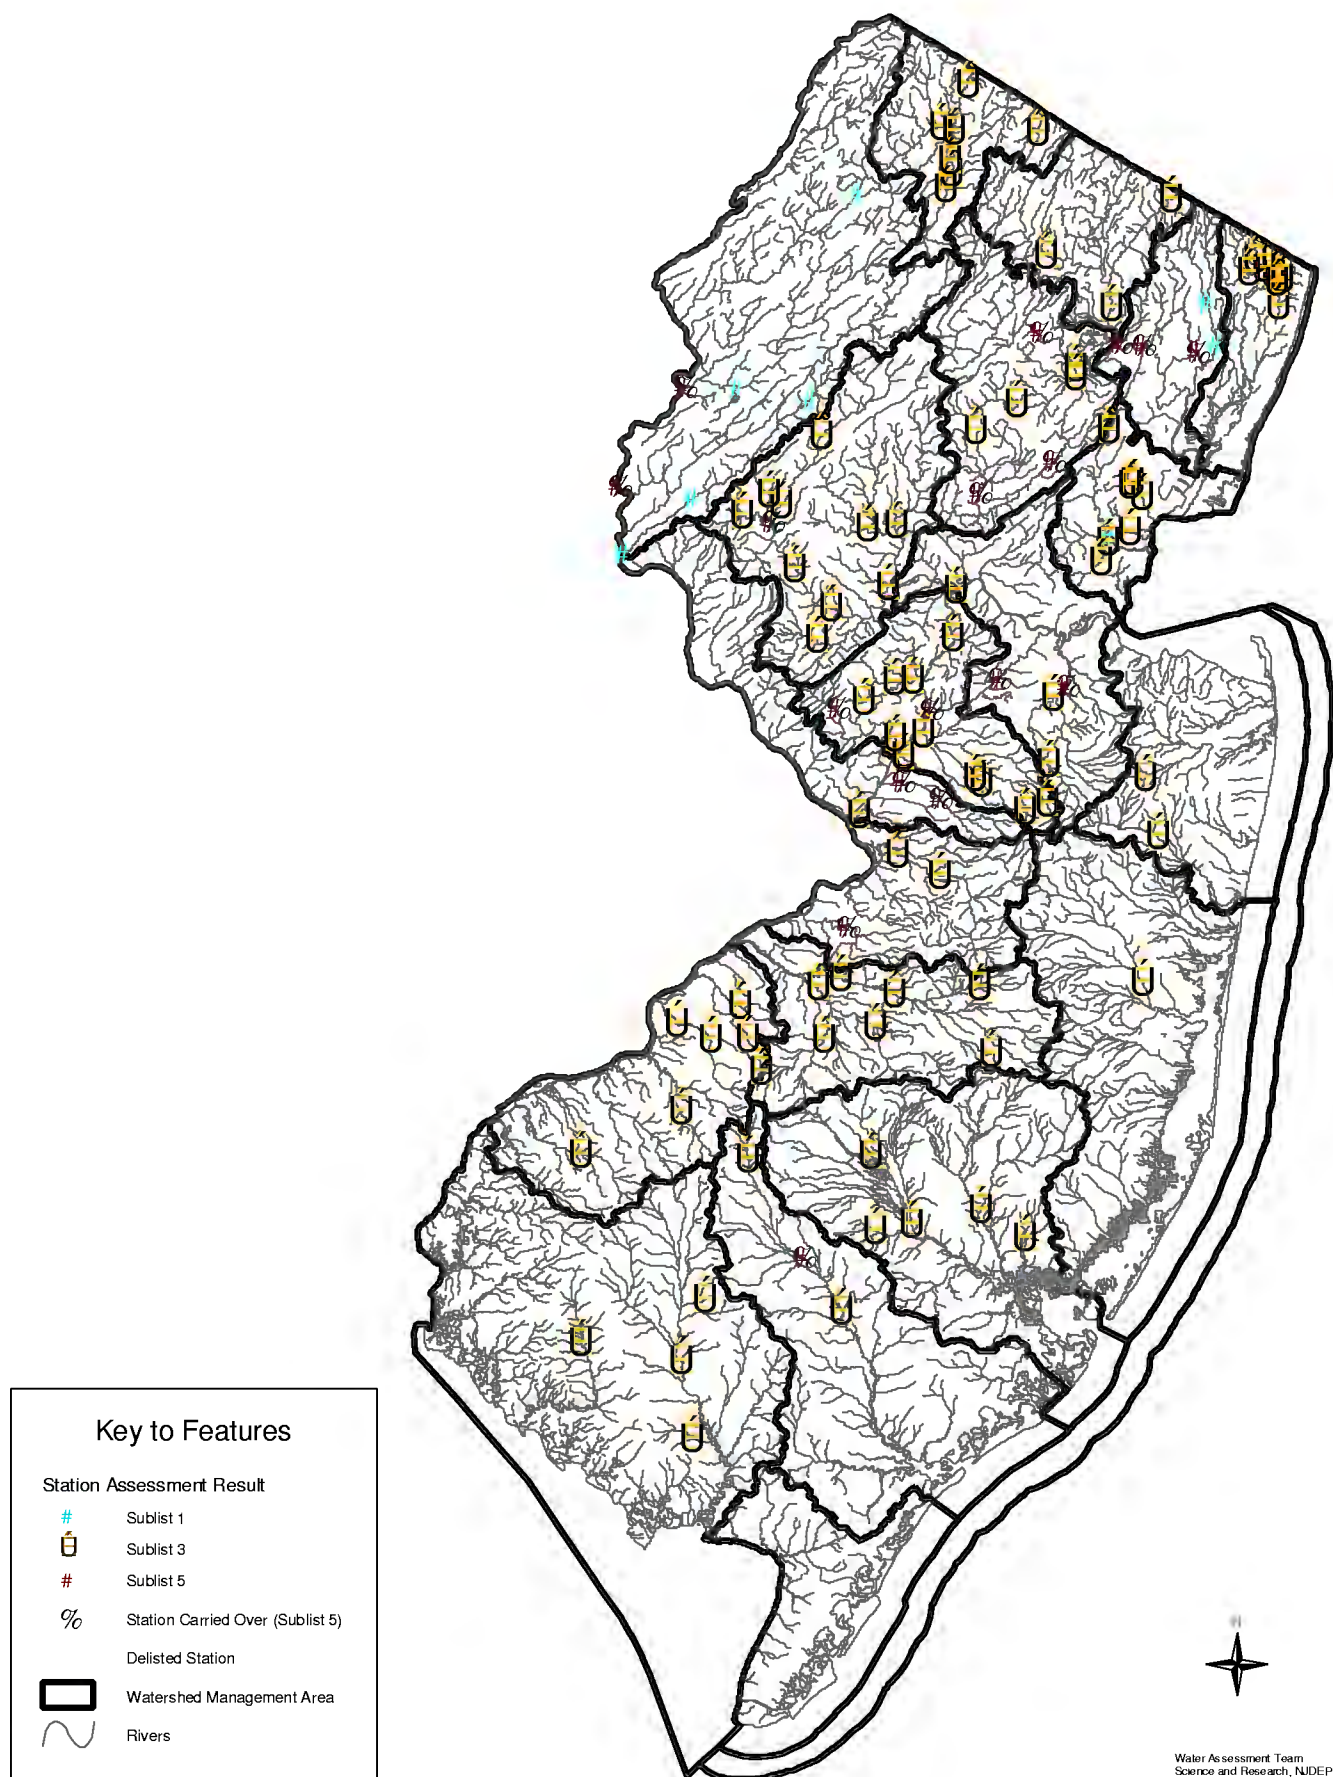 Key to Features
Station Assessment Result
# Sublist 1
Ú Sublist 3
# Sublist 5
% Station Carried Over (Sublist 5)
Delisted Station
Watershed Management Area
Rivers
N
Water Assessment Team
Science and Research, NJDEP